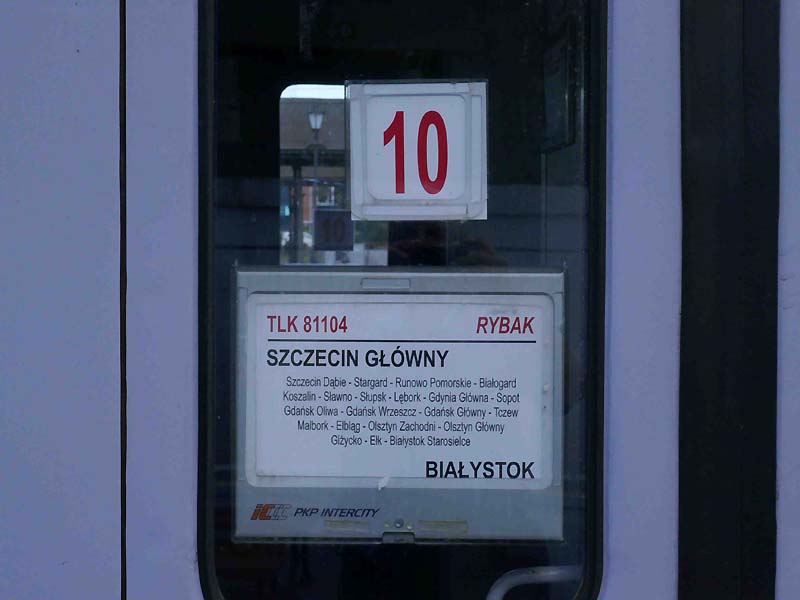 10
TLK 81104 RYBAK
SZCZECIN GŁÓWNY
Szczecin Dąbie - Stargard - Runowo Pomorskie - Białogard
Koszalin - Sławno - Słupsk - Lębork - Gdynia Główna - Sopot
Gdańsk Oliwa - Gdańsk Wrzeszcz - Gdańsk Główny - Tczew
Malbork - Elbląg - Olsztyn Zachodni - Olsztyn Główny
Giżycko - Ełk - Białystok Starosielce
BIAŁYSTOK
IC PKP INTERCITY